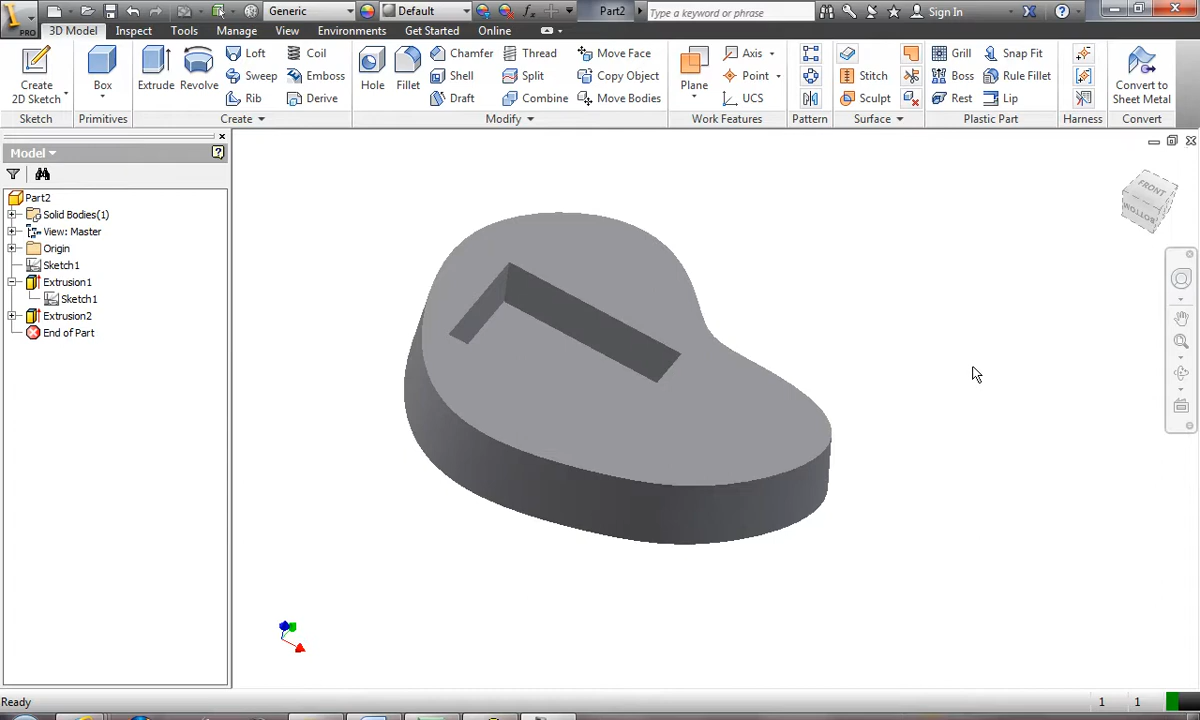 PRO
Generic
Default
Part2
Type a keyword or phrase
Sign In
3D Model
Inspect
Tools
Manage
View
Environments
Get Started
Online
Create
2D Sketch
Box
Extrude
Revolve
Loft
Sweep
Rib
Coil
Emboss
Derive
Hole
Fillet
Chamfer
Shell
Draft
Thread
Split
Combine
Move Face
Copy Object
Move Bodies
Plane
Axis
Point
UCS
Stitch
Sculpt
Grill
Boss
Rest
Snap Fit
Rule Fillet
Lip
Convert to
Sheet Metal
Sketch
Primitives
Create
Modify
Work Features
Pattern
Surface
Plastic Part
Harness
Convert
Model
Part2
Solid Bodies(1)
View: Master
Origin
Sketch1
Extrusion1
Sketch1
Extrusion2
End of Part
FRONT
BOTTOM
Ready
1
1